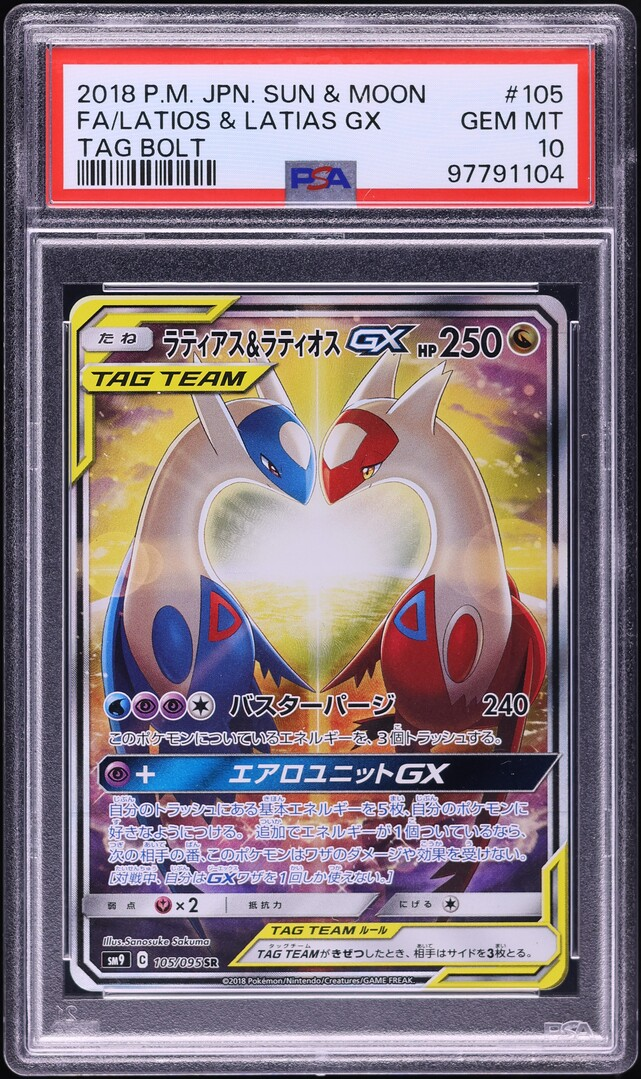 2018 P.M. JPN. SUN & MOON #105
FA/LATIOS & LATIAS GX GEM MT
TAG BOLT 10
PSA 97791104
たね ラティアス&ラティオスGX HP250
TAG TEAM
バスターパージ 240
このポケモンについているエネルギーを、3個トラッシュする。
+ エアロユニットGX
自分のトラッシュにある基本エネルギーを5枚、自分のポケモンに
好きなようにつける。追加でエネルギーが1個ついているなら、
次の相手の番、このポケモンはワザのダメージや効果を受けない。
[対戦中、自分はGXワザを1回しか使えない。]
弱点 ×2 抵抗力 にげる
Illus.Sanosuke Sakuma
TAG TEAM ルール
TAG TEAMがきぜつしたとき、相手はサイドを3枚とる。
sm9 C 105/095 SR
©2018 Pokémon/Nintendo/Creatures/GAME FREAK.
PSA